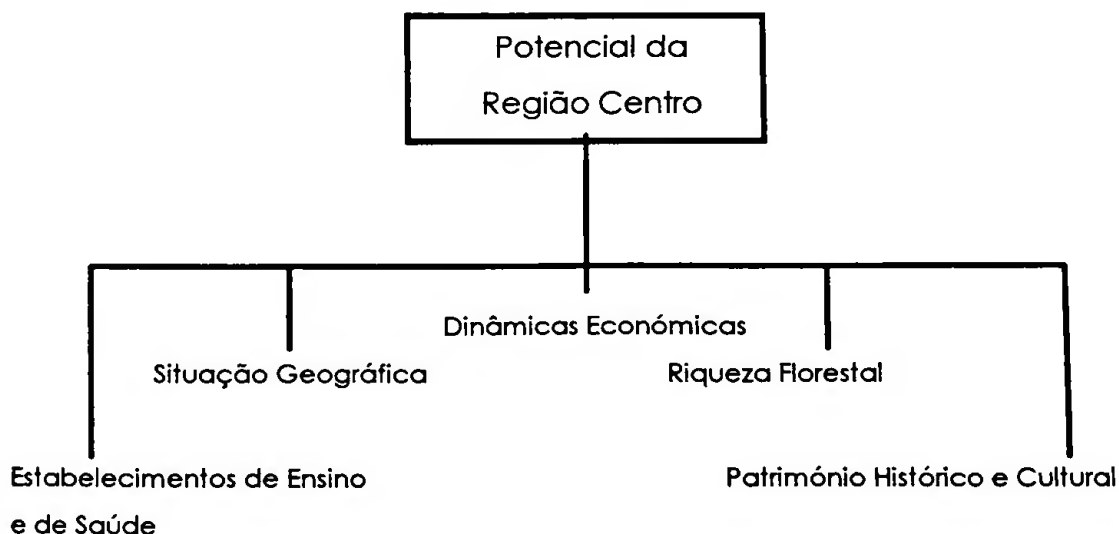 Potencial da
Região Centro
Dinâmicas Económicas
Situação Geográfica
Riqueza Florestal
Estabelecimentos de Ensino
e de Saúde
Património Histórico e Cultural